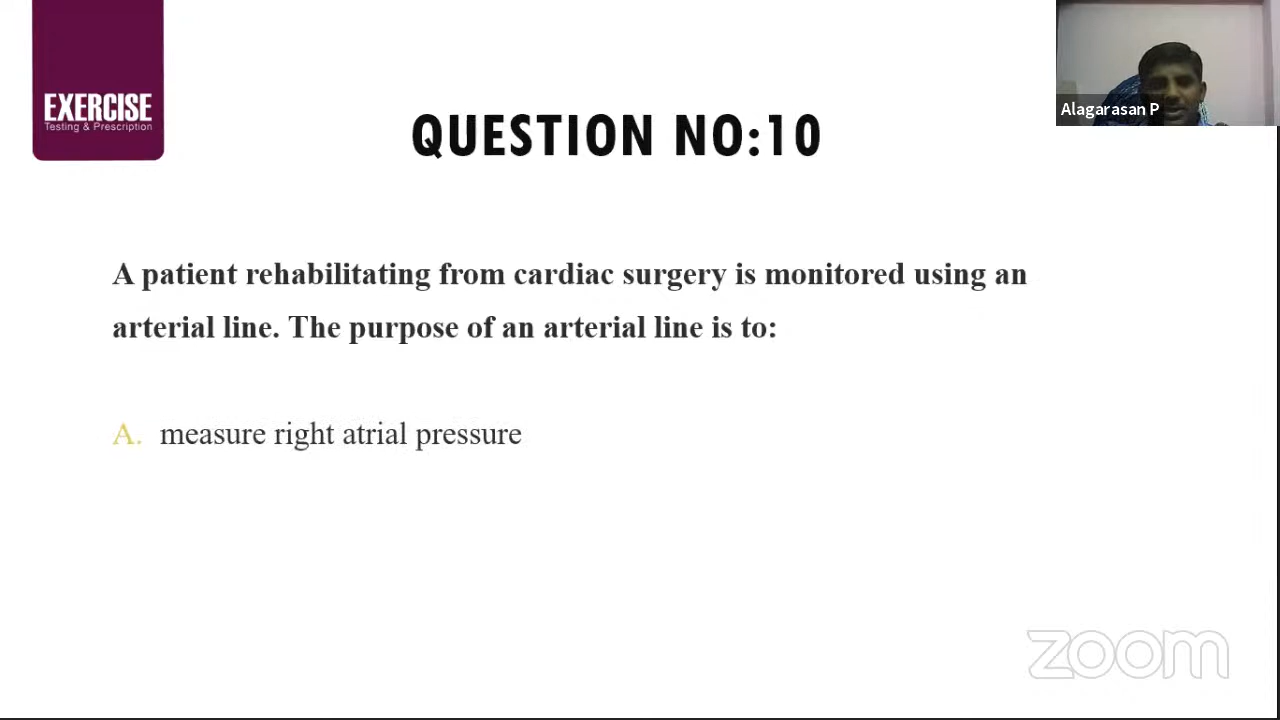 EXERCISE
Testing & Prescription
Alagarasan P
QUESTION NO:10
A patient rehabilitating from cardiac surgery is monitored using an
arterial line. The purpose of an arterial line is to:
A. measure right atrial pressure
zoom